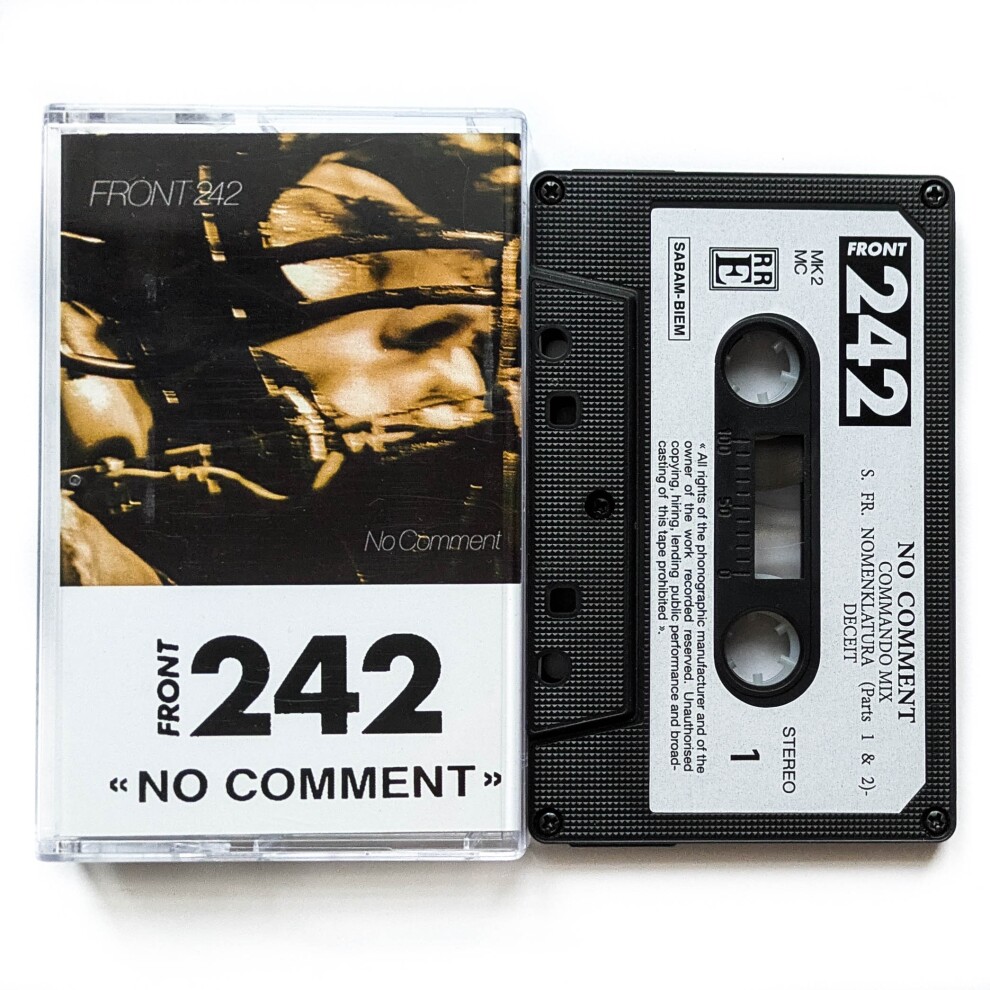 FRONT 242
No Comment
FRONT 242
« NO COMMENT »
FRONT
242
NO COMMENT
COMMANDO MIX
S. FR. NOMENKLATURA (Parts 1 & 2)-
DECEIT
MK 2
MC
RR
E
SABAM-BIEM
STEREO
1
100 50 0
« All rights of the phonographic manufacturer and of the
owner of the work recorded reserved. Unauthorised
copying, hiring, lending public performance and broad-
casting of this tape prohibited ».